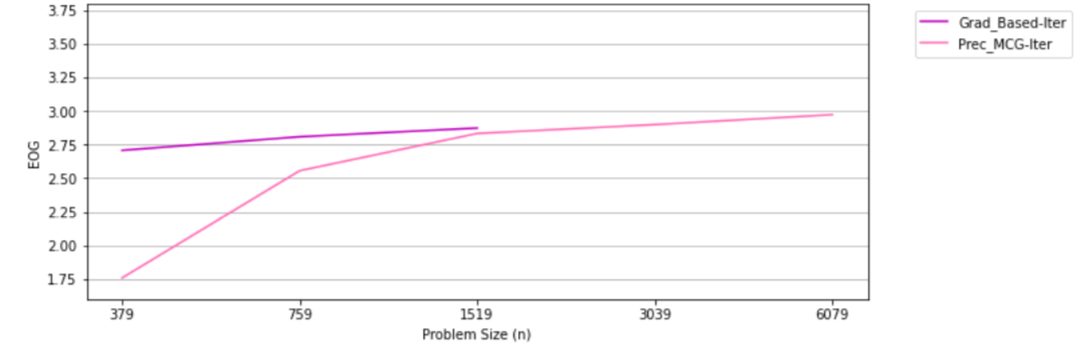 3.75
3.50
3.25
3.00
2.75
2.50
2.25
2.00
1.75
EOG
379 759 1519 3039 6079
Problem Size (n)
Grad_Based-Iter
Prec_MCG-Iter